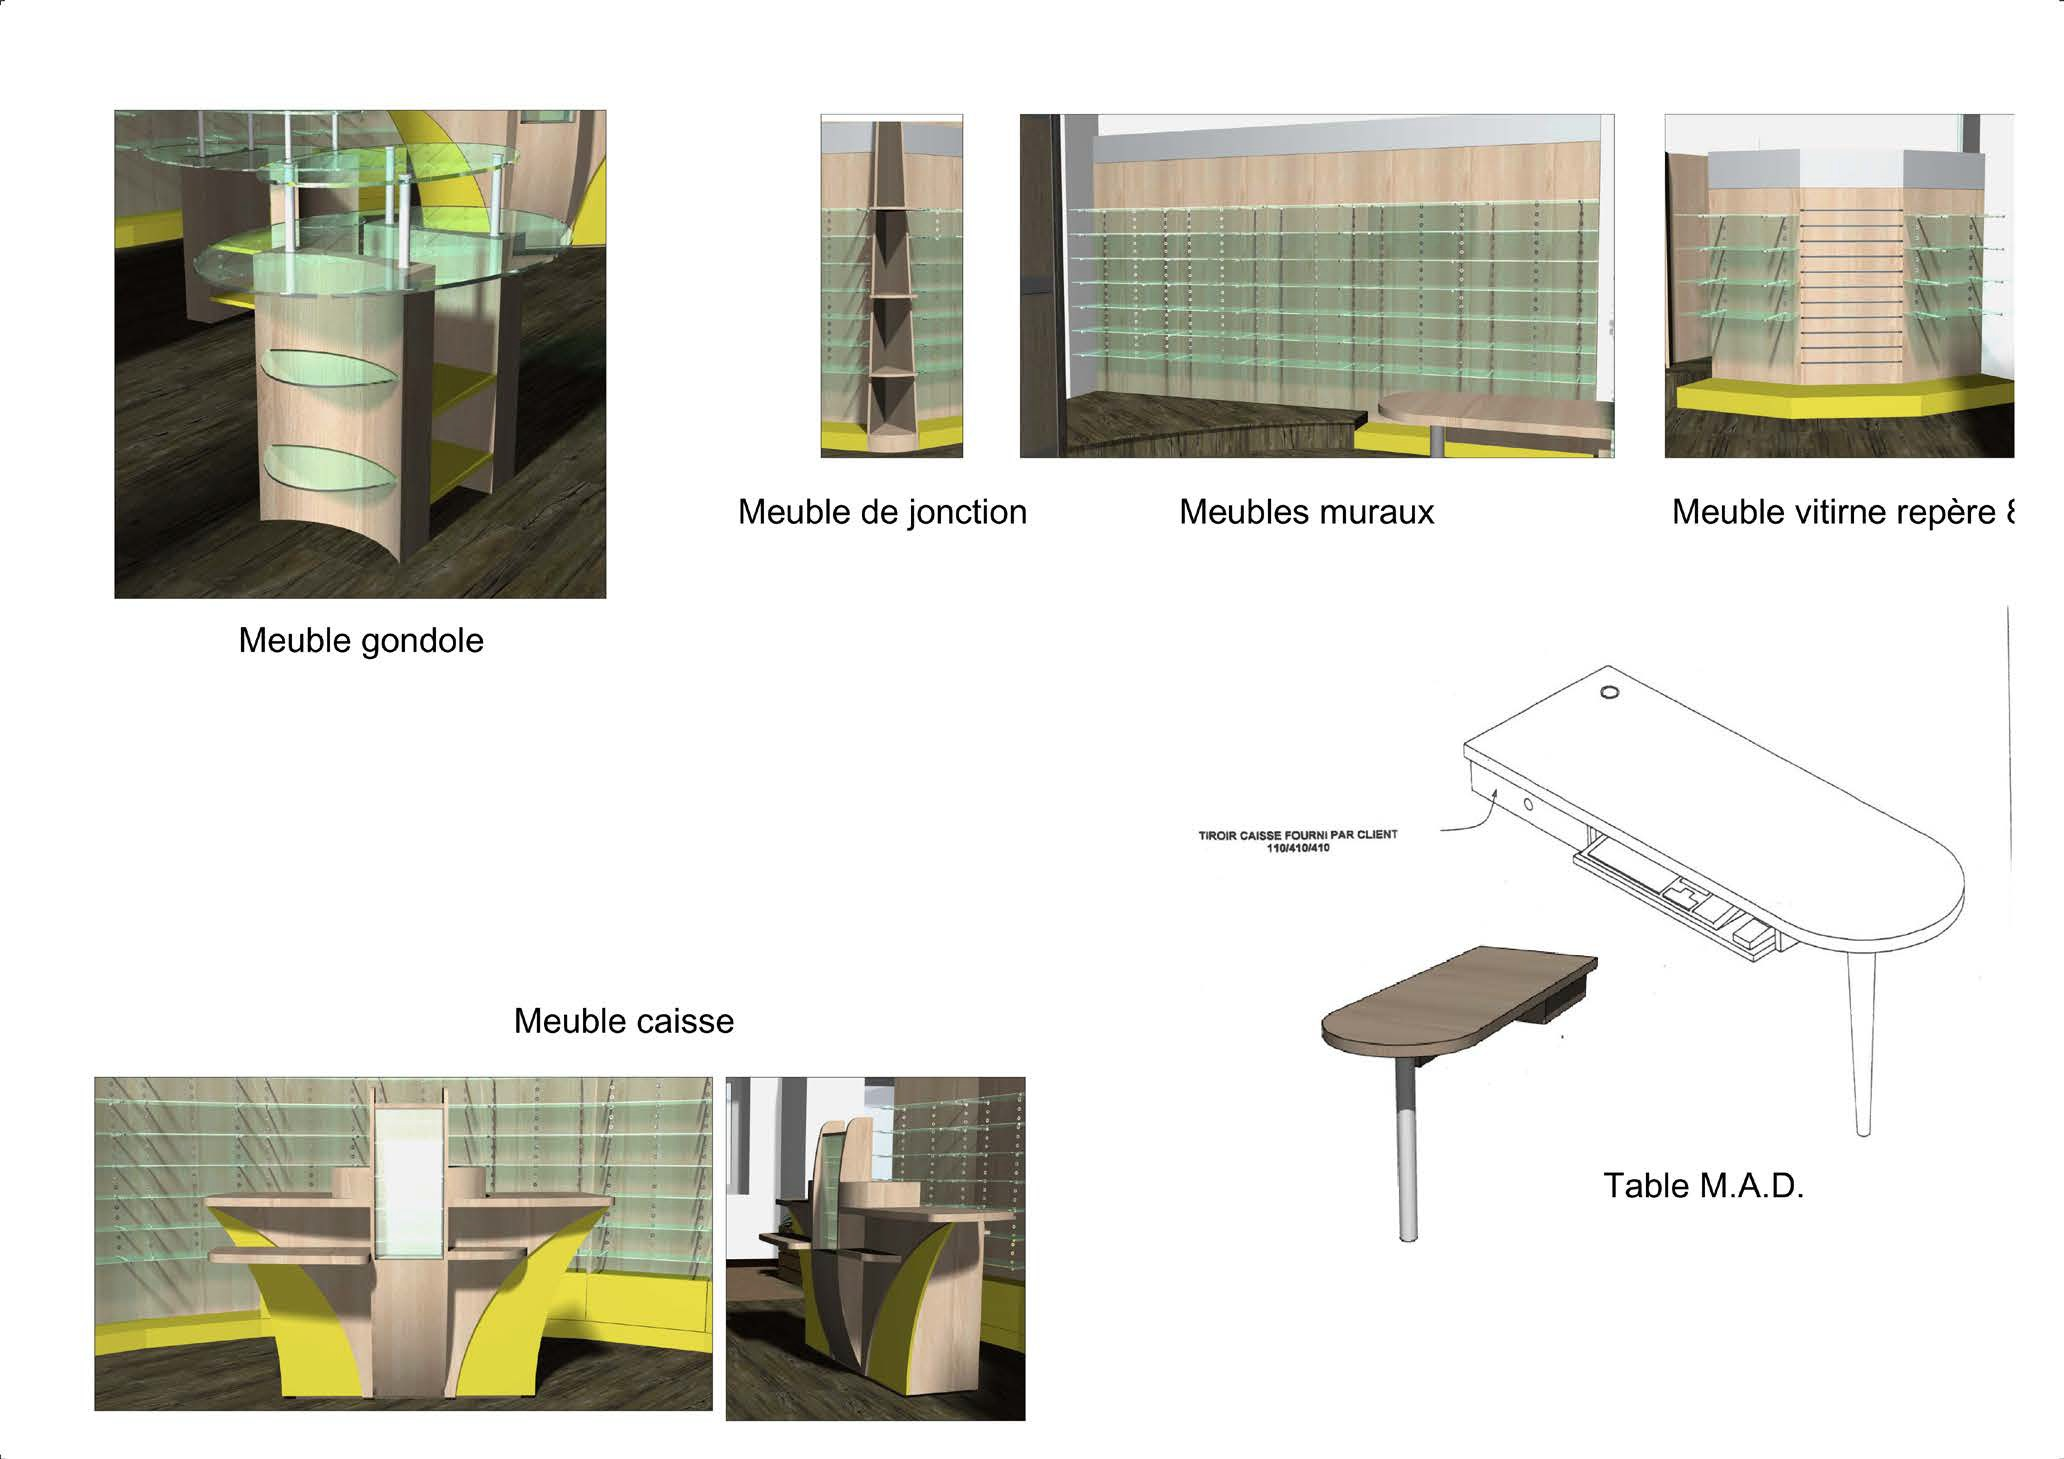 Meuble de jonction
Meubles muraux
Meuble vitirne repère
Meuble gondole
TIROIR CAISSE FOURNI PAR CLIENT
110/410/410
Meuble caisse
Table M.A.D.